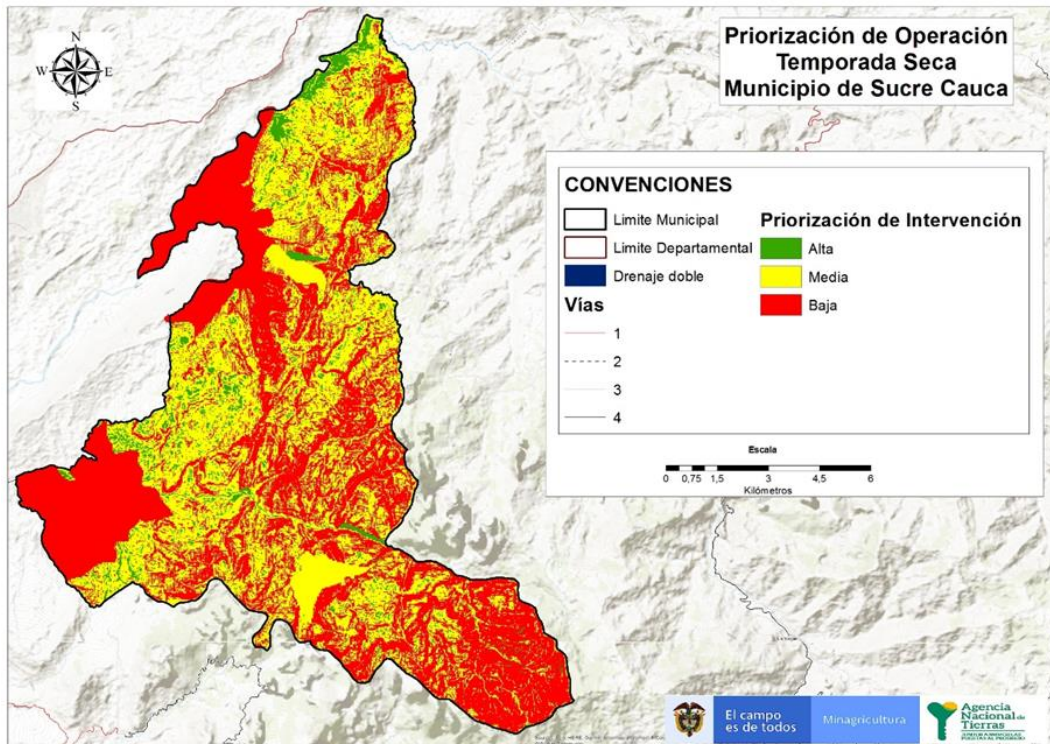 N
W E
S
Priorización de Operación
Temporada Seca
Municipio de Sucre Cauca
CONVENCIONES
Limite Municipal
Limite Departamental
Drenaje doble
Vías
1
2
3
4
Priorización de Intervención
Alta
Media
Baja
Escala
0 0,75 1,5 3 4,5 6
Kilómetros
El campo
es de todos
Minagricultura
Agencia
Nacional de
Tierras